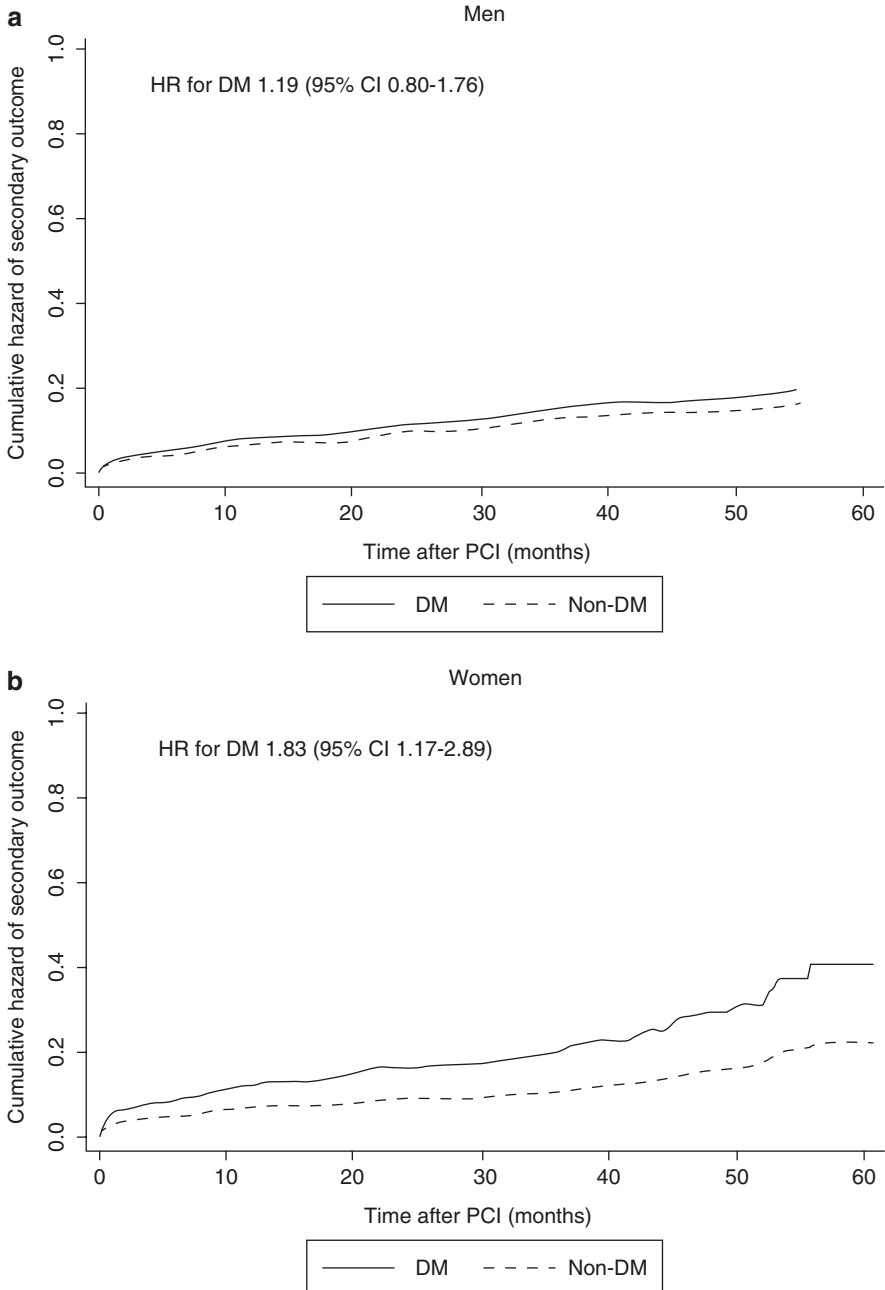 a
Men
HR for DM 1.19 (95% CI 0.80-1.76)
Cumulative hazard of secondary outcome
1.0
0.8
0.6
0.4
0.2
0.0
0 10 20 30 40 50 60
Time after PCI (months)
DM Non-DM
b
Women
HR for DM 1.83 (95% CI 1.17-2.89)
Cumulative hazard of secondary outcome
1.0
0.8
0.6
0.4
0.2
0.0
0 10 20 30 40 50 60
Time after PCI (months)
DM Non-DM